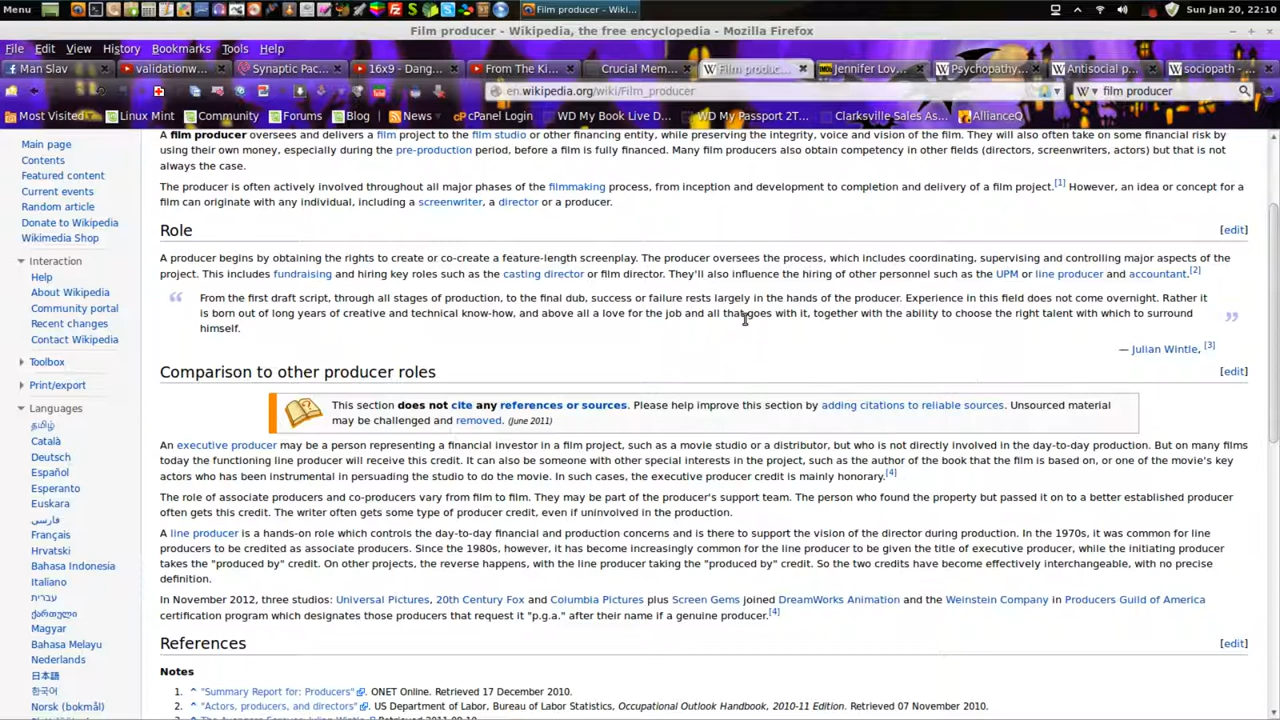 Menu
Film producer - Wiki...
Sun Jan 20, 22:10
Film producer - Wikipedia, the free encyclopedia - Mozilla Firefox
File Edit View History Bookmarks Tools Help
Man Slav
validationw...
Synaptic Pac...
16x9 - Dang...
From The Ki...
Crucial Mem...
Film produc...
Jennifer Lov...
Psychopathy...
Antisocial p...
sociopath - ...
en.wikipedia.org/wiki/Film_producer
film producer
Most Visited
Linux Mint
Community
Forums
Blog
News
cPanel Login
WD My Book Live D...
WD My Passport 2T...
Clarksville Sales As...
AllianceQ
Main page
Contents
Featured content
Current events
Random article
Donate to Wikipedia
Wikimedia Shop
Interaction
Help
About Wikipedia
Community portal
Recent changes
Contact Wikipedia
Toolbox
Print/export
Languages
தமிழ்
Català
Deutsch
Español
Esperanto
Euskara
فارسی
Français
Hrvatski
Bahasa Indonesia
Italiano
עברית
ქართული
Magyar
Bahasa Melayu
Nederlands
日本語
한국어
Norsk (bokmål)
A film producer oversees and delivers a film project to the film studio or other financing entity, while preserving the integrity, voice and vision of the film. They will also often take on some financial risk by
using their own money, especially during the pre-production period, before a film is fully financed. Many film producers also obtain competency in other fields (directors, screenwriters, actors) but that is not
always the case.
The producer is often actively involved throughout all major phases of the filmmaking process, from inception and development to completion and delivery of a film project.[1] However, an idea or concept for a
film can originate with any individual, including a screenwriter, a director or a producer.
Role [edit]
A producer begins by obtaining the rights to create or co-create a feature-length screenplay. The producer oversees the process, which includes coordinating, supervising and controlling major aspects of the
project. This includes fundraising and hiring key roles such as the casting director or film director. They'll also influence the hiring of other personnel such as the UPM or line producer and accountant.[2]
“ From the first draft script, through all stages of production, to the final dub, success or failure rests largely in the hands of the producer. Experience in this field does not come overnight. Rather it
is born out of long years of creative and technical know-how, and above all a love for the job and all that goes with it, together with the ability to choose the right talent with which to surround ”
himself.
— Julian Wintle, [3]
Comparison to other producer roles [edit]
This section does not cite any references or sources. Please help improve this section by adding citations to reliable sources. Unsourced material
may be challenged and removed. (June 2011)
An executive producer may be a person representing a financial investor in a film project, such as a movie studio or a distributor, but who is not directly involved in the day-to-day production. But on many films
today the functioning line producer will receive this credit. It can also be someone with other special interests in the project, such as the author of the book that the film is based on, or one of the movie's key
actors who has been instrumental in persuading the studio to do the movie. In such cases, the executive producer credit is mainly honorary.[4]
The role of associate producers and co-producers vary from film to film. They may be part of the producer's support team. The person who found the property but passed it on to a better established producer
often gets this credit. The writer often gets some type of producer credit, even if uninvolved in the production.
A line producer is a hands-on role which controls the day-to-day financial and production concerns and is there to support the vision of the director during production. In the 1970s, it was common for line
producers to be credited as associate producers. Since the 1980s, however, it has become increasingly common for the line producer to be given the title of executive producer, while the initiating producer
takes the "produced by" credit. On other projects, the reverse happens, with the line producer taking the "produced by" credit. So the two credits have become effectively interchangeable, with no precise
definition.
In November 2012, three studios: Universal Pictures, 20th Century Fox and Columbia Pictures plus Screen Gems joined DreamWorks Animation and the Weinstein Company in Producers Guild of America
certification program which designates those producers that request it "p.g.a." after their name if a genuine producer.[4]
References [edit]
Notes
1. ^ "Summary Report for: Producers". ONET Online. Retrieved 17 December 2010.
2. ^ "Actors, producers, and directors". US Department of Labor, Bureau of Labor Statistics, Occupational Outlook Handbook, 2010-11 Edition. Retrieved 07 November 2010.